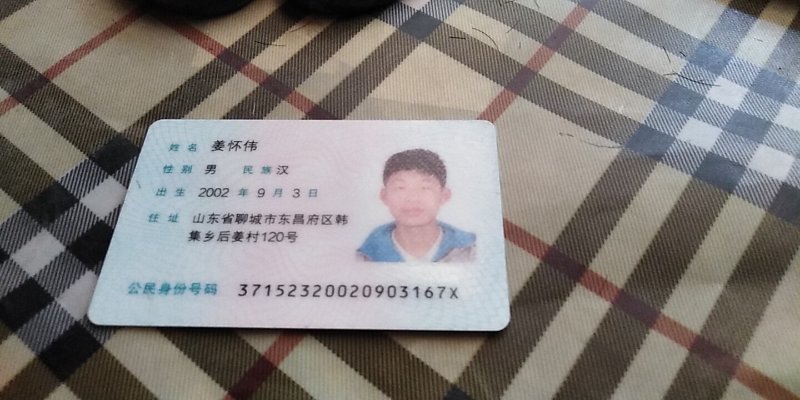 姓名 姜怀伟
性别 男 民族 汉
出生 2002 年 9 月 3 日
住址 山东省聊城市东昌府区韩
集乡后姜村120号
公民身份号码 37152320020903167X